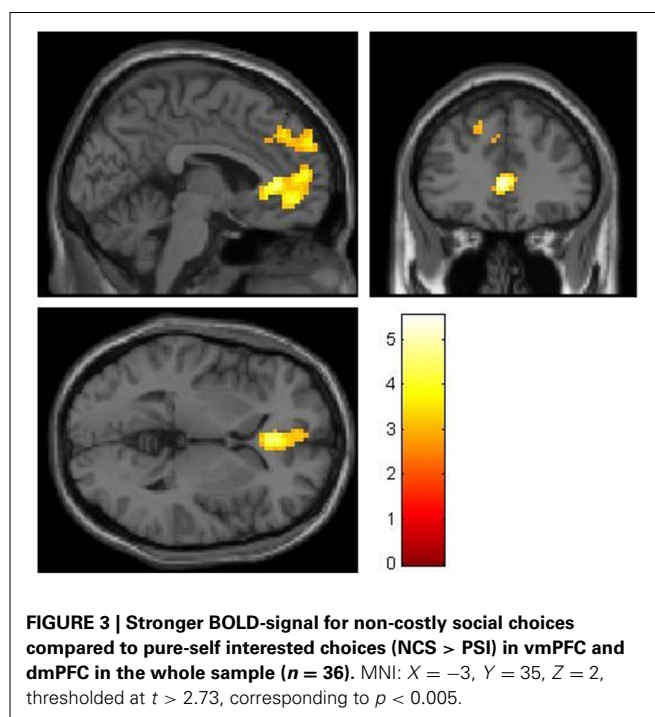 5
4
3
2
1
0
FIGURE 3 | Stronger BOLD-signal for non-costly social choices
compared to pure-self interested choices (NCS > PSI) in vmPFC and
dmPFC in the whole sample (n = 36). MNI: X = −3, Y = 35, Z = 2,
thresholded at t > 2.73, corresponding to p < 0.005.